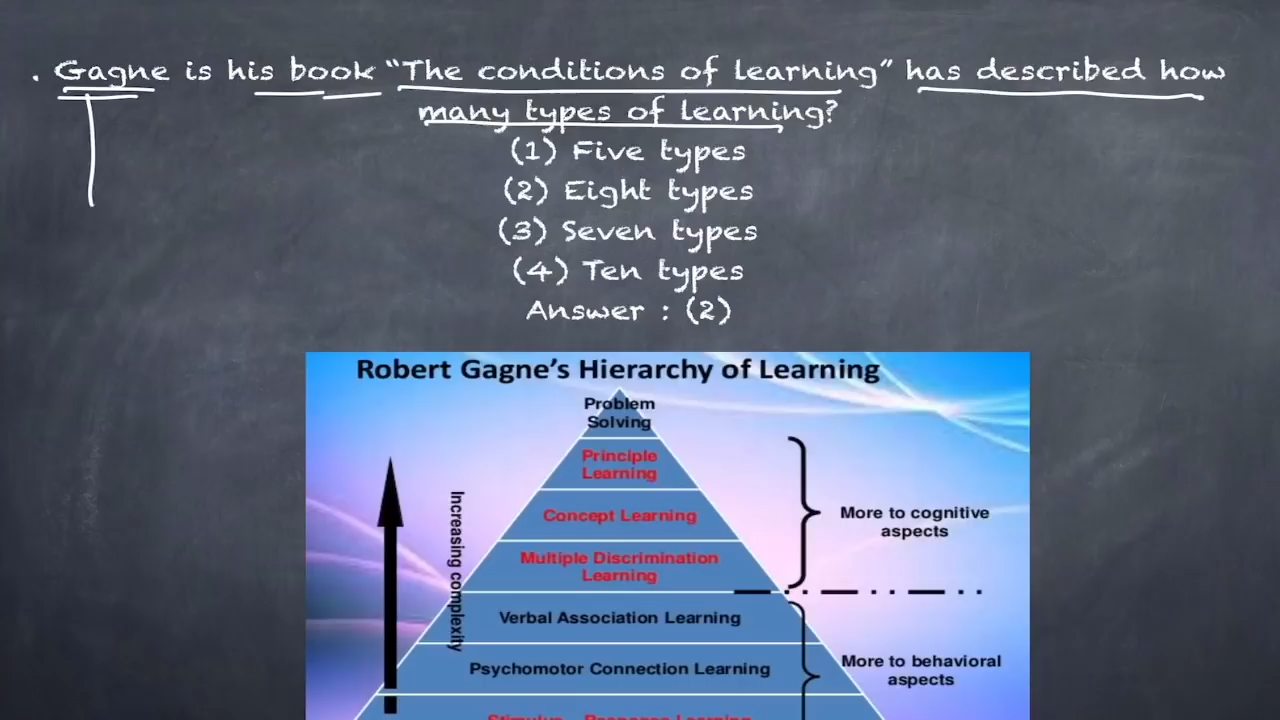 . Gagne is his book “The conditions of learning” has described how
many types of learning?
(1) Five types
(2) Eight types
(3) Seven types
(4) Ten types
Answer : (2)
Robert Gagne’s Hierarchy of Learning
Problem
Solving
Principle
Learning
Concept Learning
Multiple Discrimination
Learning
Verbal Association Learning
Psychomotor Connection Learning
Increasing complexity
More to cognitive
aspects
More to behavioral
aspects